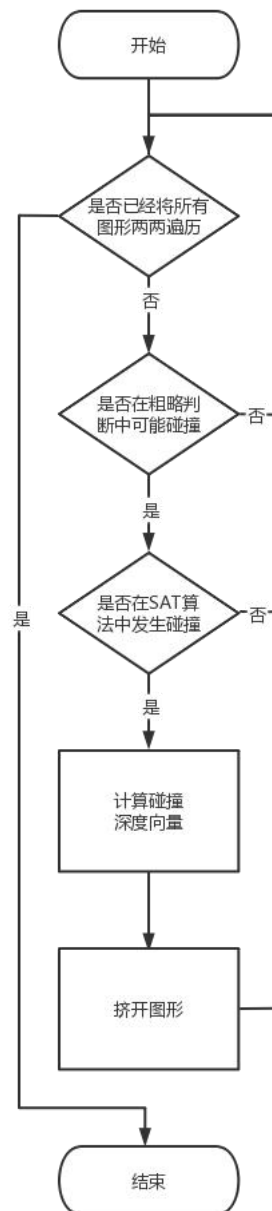 开始
是否已经将所有
图形两两遍历
否
是否在粗略判
断中可能碰撞
否
是
是否在SAT算
法中发生碰撞
否
是
是
计算碰撞
深度向量
挤开图形
结束